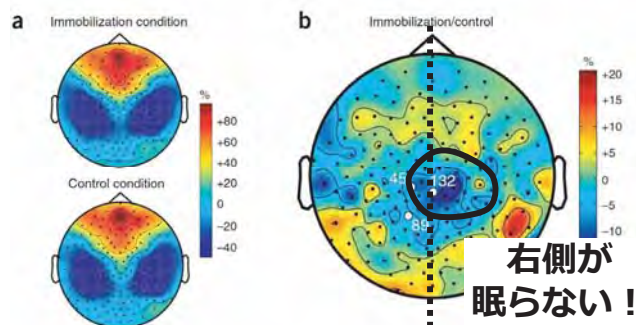 a
Immobilization condition
Control condition
%
+80
+60
+40
+20
0
-20
-40
b
Immobilization/control
45
132
89
%
+20
+15
+10
+5
0
−5
−10
右側が
眠らない！